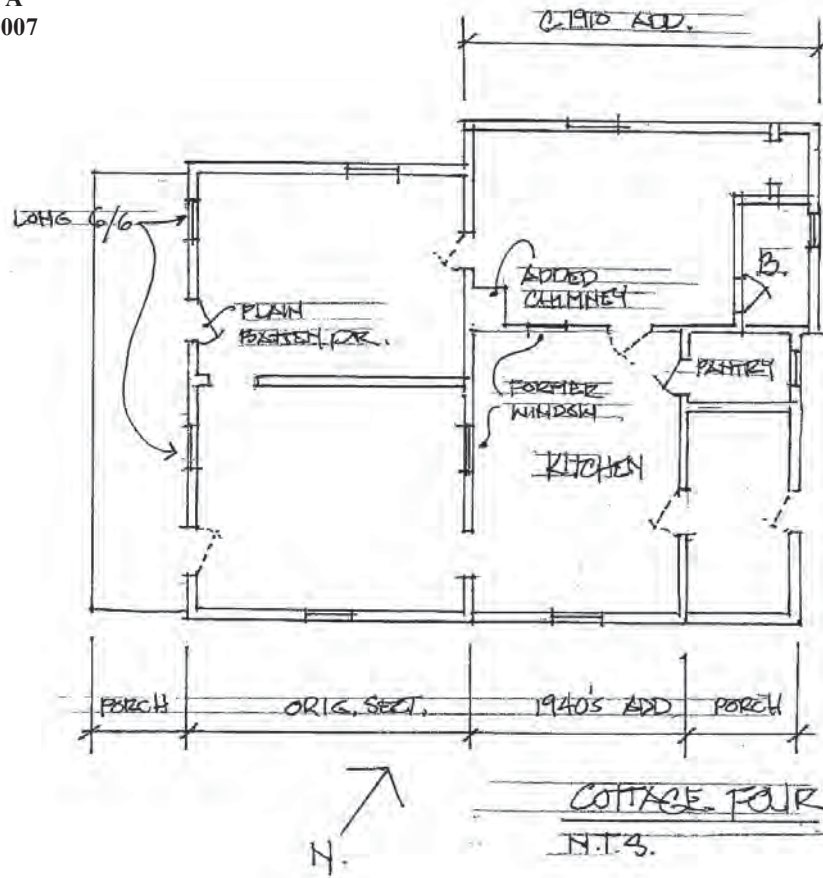 A
007
C.1910 ADD.
LONG 6/6
PLAIN
BATTEN DR.
ADDED
CHIMNEY
B.
FORMER
WINDOW
PANTRY
KITCHEN
PORCH
ORIG. SECT.
1940'S ADD
PORCH
N.
COTTAGE FOUR
N.T.S.